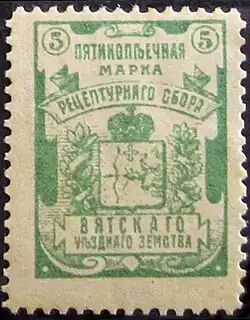 5 5
ПЯТИКОПѢЕЧНАЯ
МАРКА
РЕЦЕПТУРНАГО СБОРА
ВЯТСКАГО
УѢЗДНАГО ЗЕМСТВА